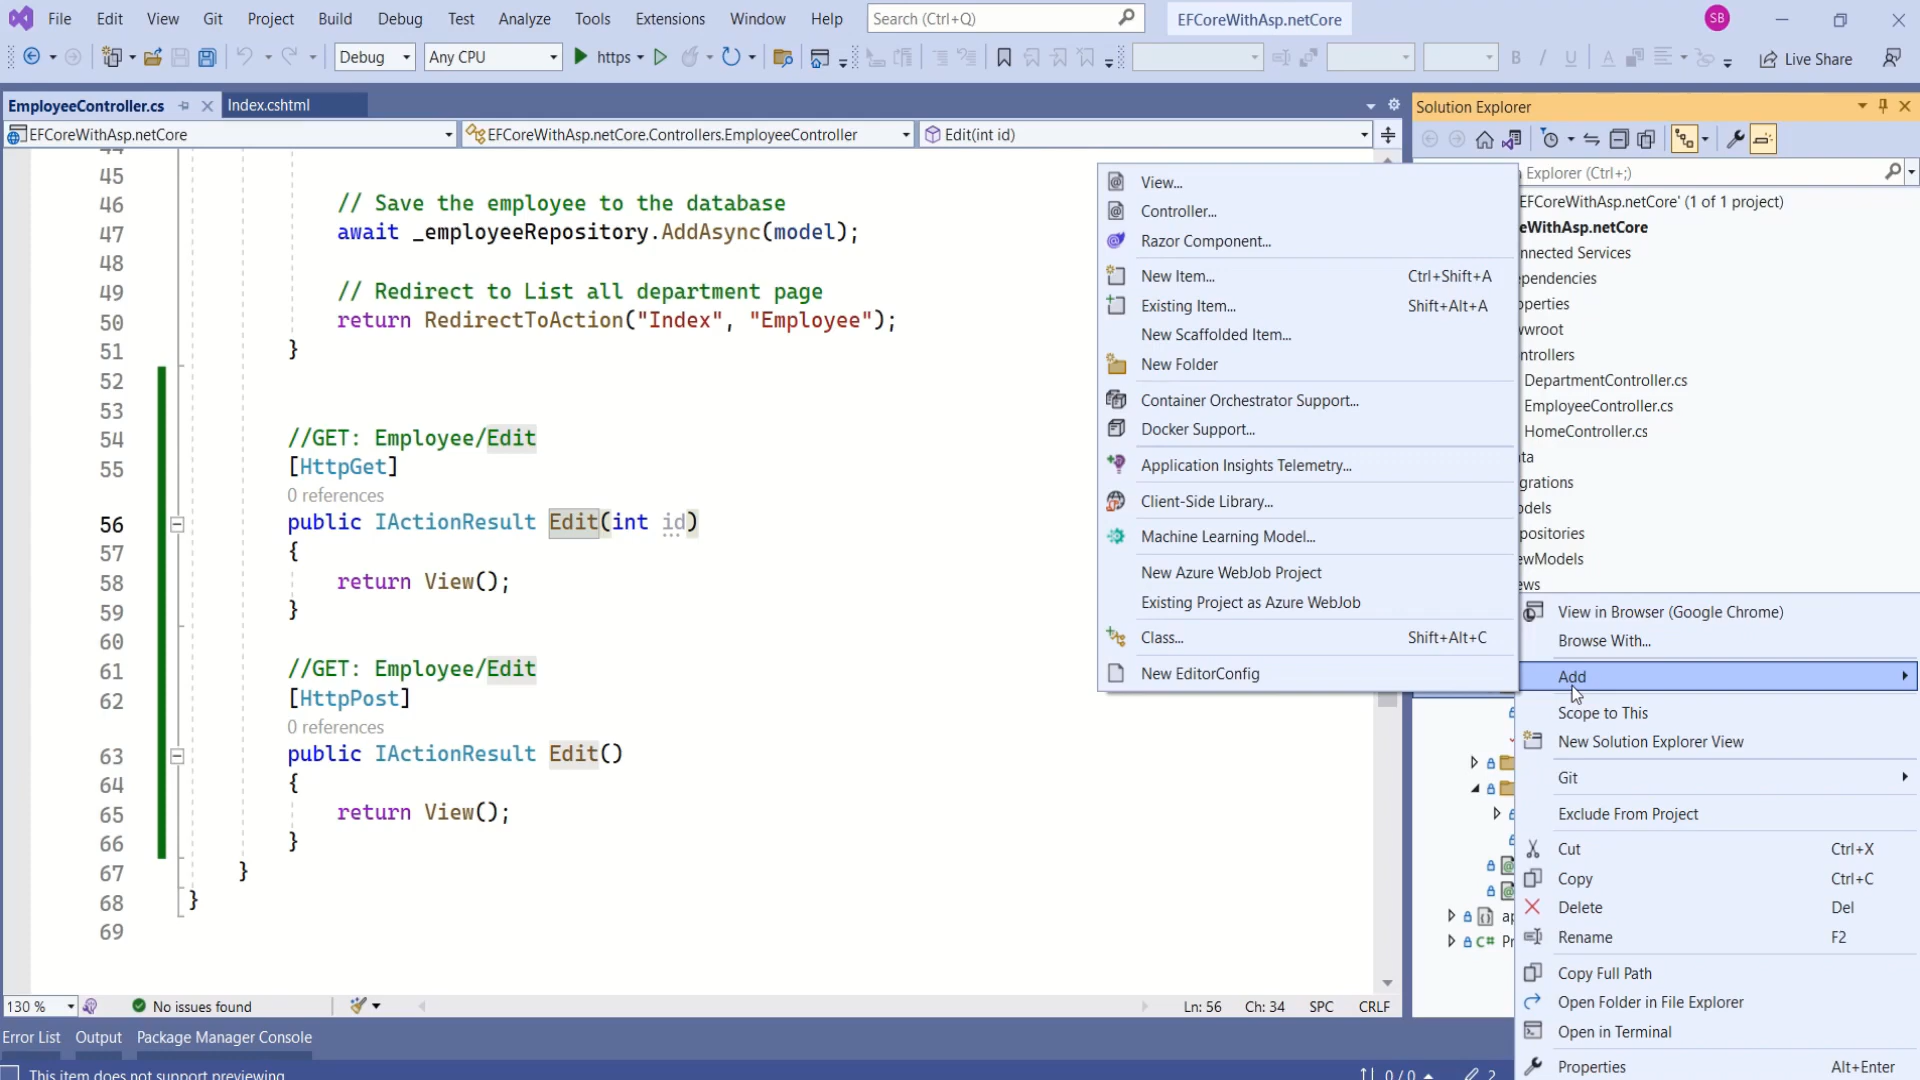 File Edit View Git Project Build Debug Test Analyze Tools Extensions Window Help Search (Ctrl+Q) EFCoreWithAsp.netCore SB
Debug Any CPU https Live Share
EmployeeController.cs Index.cshtml Solution Explorer
EFCoreWithAsp.netCore EFCoreWithAsp.netCore.Controllers.EmployeeController Edit(int id)
45
46 // Save the employee to the database
47 await _employeeRepository.AddAsync(model);
48
49 // Redirect to List all department page
50 return RedirectToAction("Index", "Employee");
51 }
52
53
54 //GET: Employee/Edit
55 [HttpGet]
0 references
56 public IActionResult Edit(int id)
57 {
58 return View();
59 }
60
61 //GET: Employee/Edit
62 [HttpPost]
0 references
63 public IActionResult Edit()
64 {
65 return View();
66 }
67 }
68 }
69
130 % No issues found Ln: 56 Ch: 34 SPC CRLF
Error List Output Package Manager Console
This item does not support previewing
0 / 0 2
View...
Controller...
Razor Component...
New Item... Ctrl+Shift+A
Existing Item... Shift+Alt+A
New Scaffolded Item...
New Folder
Container Orchestrator Support...
Docker Support...
Application Insights Telemetry...
Client-Side Library...
Machine Learning Model...
New Azure WebJob Project
Existing Project as Azure WebJob
Class... Shift+Alt+C
New EditorConfig
Explorer (Ctrl+;)
EFCoreWithAsp.netCore' (1 of 1 project)
eWithAsp.netCore
nnected Services
pendencies
operties
wwroot
ntrollers
DepartmentController.cs
EmployeeController.cs
HomeController.cs
ata
igrations
odels
positories
ewModels
ews
View in Browser (Google Chrome)
Browse With...
Add
Scope to This
New Solution Explorer View
Git
Exclude From Project
Cut Ctrl+X
Copy Ctrl+C
Delete Del
Rename F2
Copy Full Path
Open Folder in File Explorer
Open in Terminal
Properties Alt+Enter
ap
C# Pr